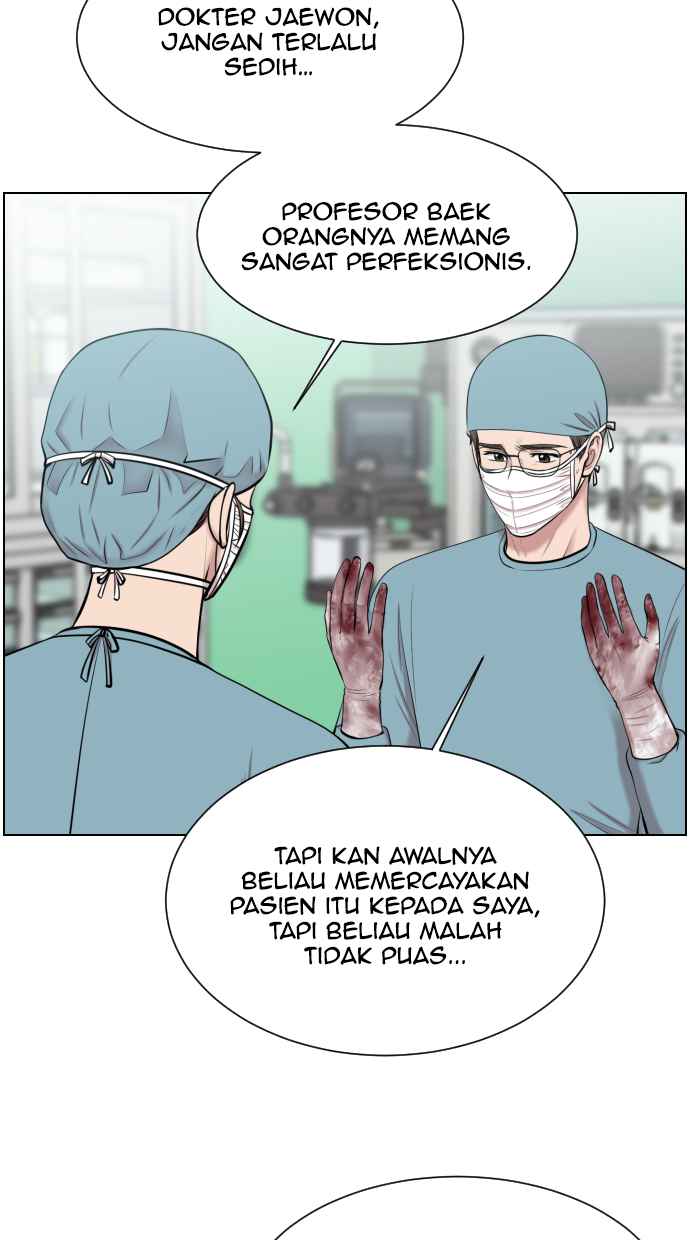 DOKTER JAEWON,
JANGAN TERLALU
SEDIH...
PROFESOR BAEK
ORANGNYA MEMANG
SANGAT PERFEKSIONIS.
TAPI KAN AWALNYA
BELIAU MEMERCAYAKAN
PASIEN ITU KEPADA SAYA,
TAPI BELIAU MALAH
TIDAK PUAS...